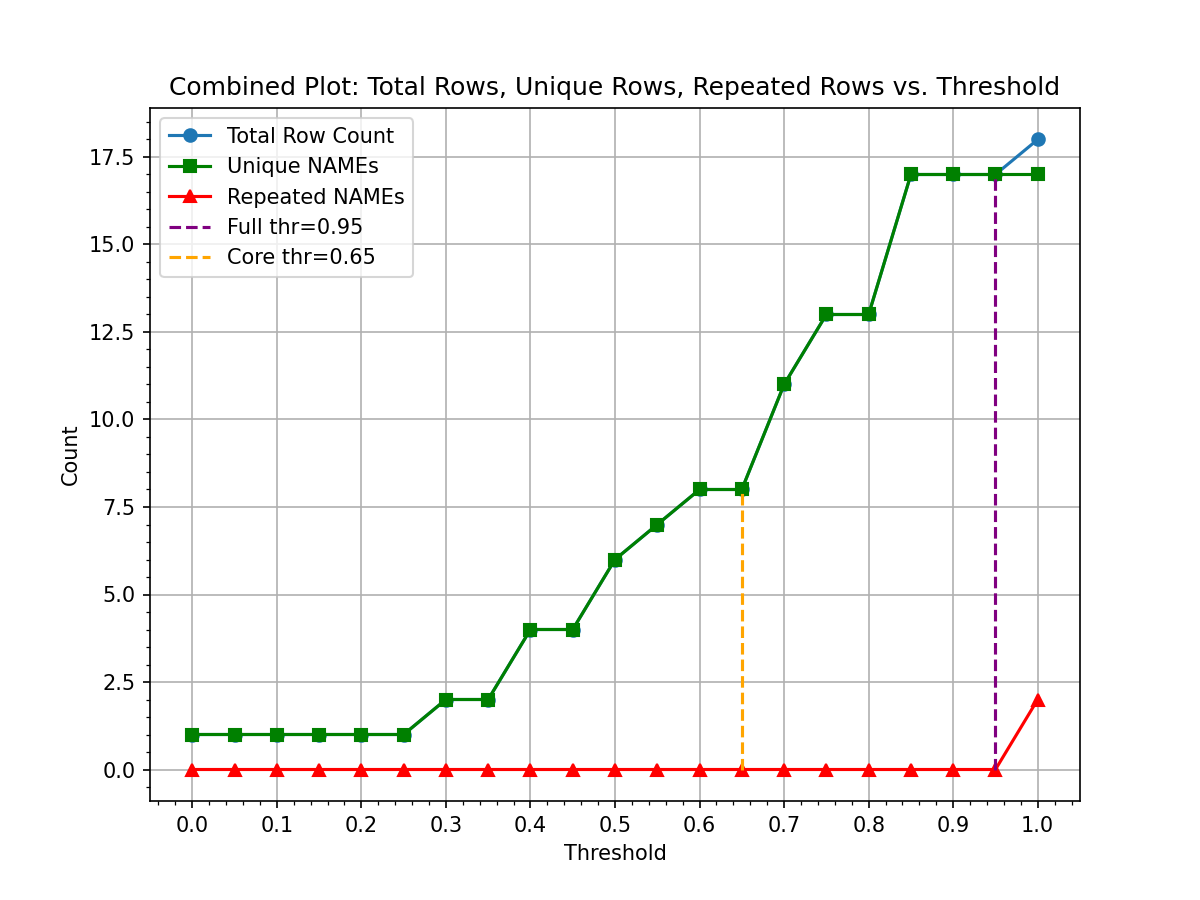 Combined Plot: Total Rows, Unique Rows, Repeated Rows vs. Threshold
Total Row Count
Unique NAMEs
Repeated NAMEs
Full thr=0.95
Core thr=0.65
17.5
15.0
12.5
10.0
7.5
5.0
2.5
0.0
Count
0.0 0.1 0.2 0.3 0.4 0.5 0.6 0.7 0.8 0.9 1.0
Threshold